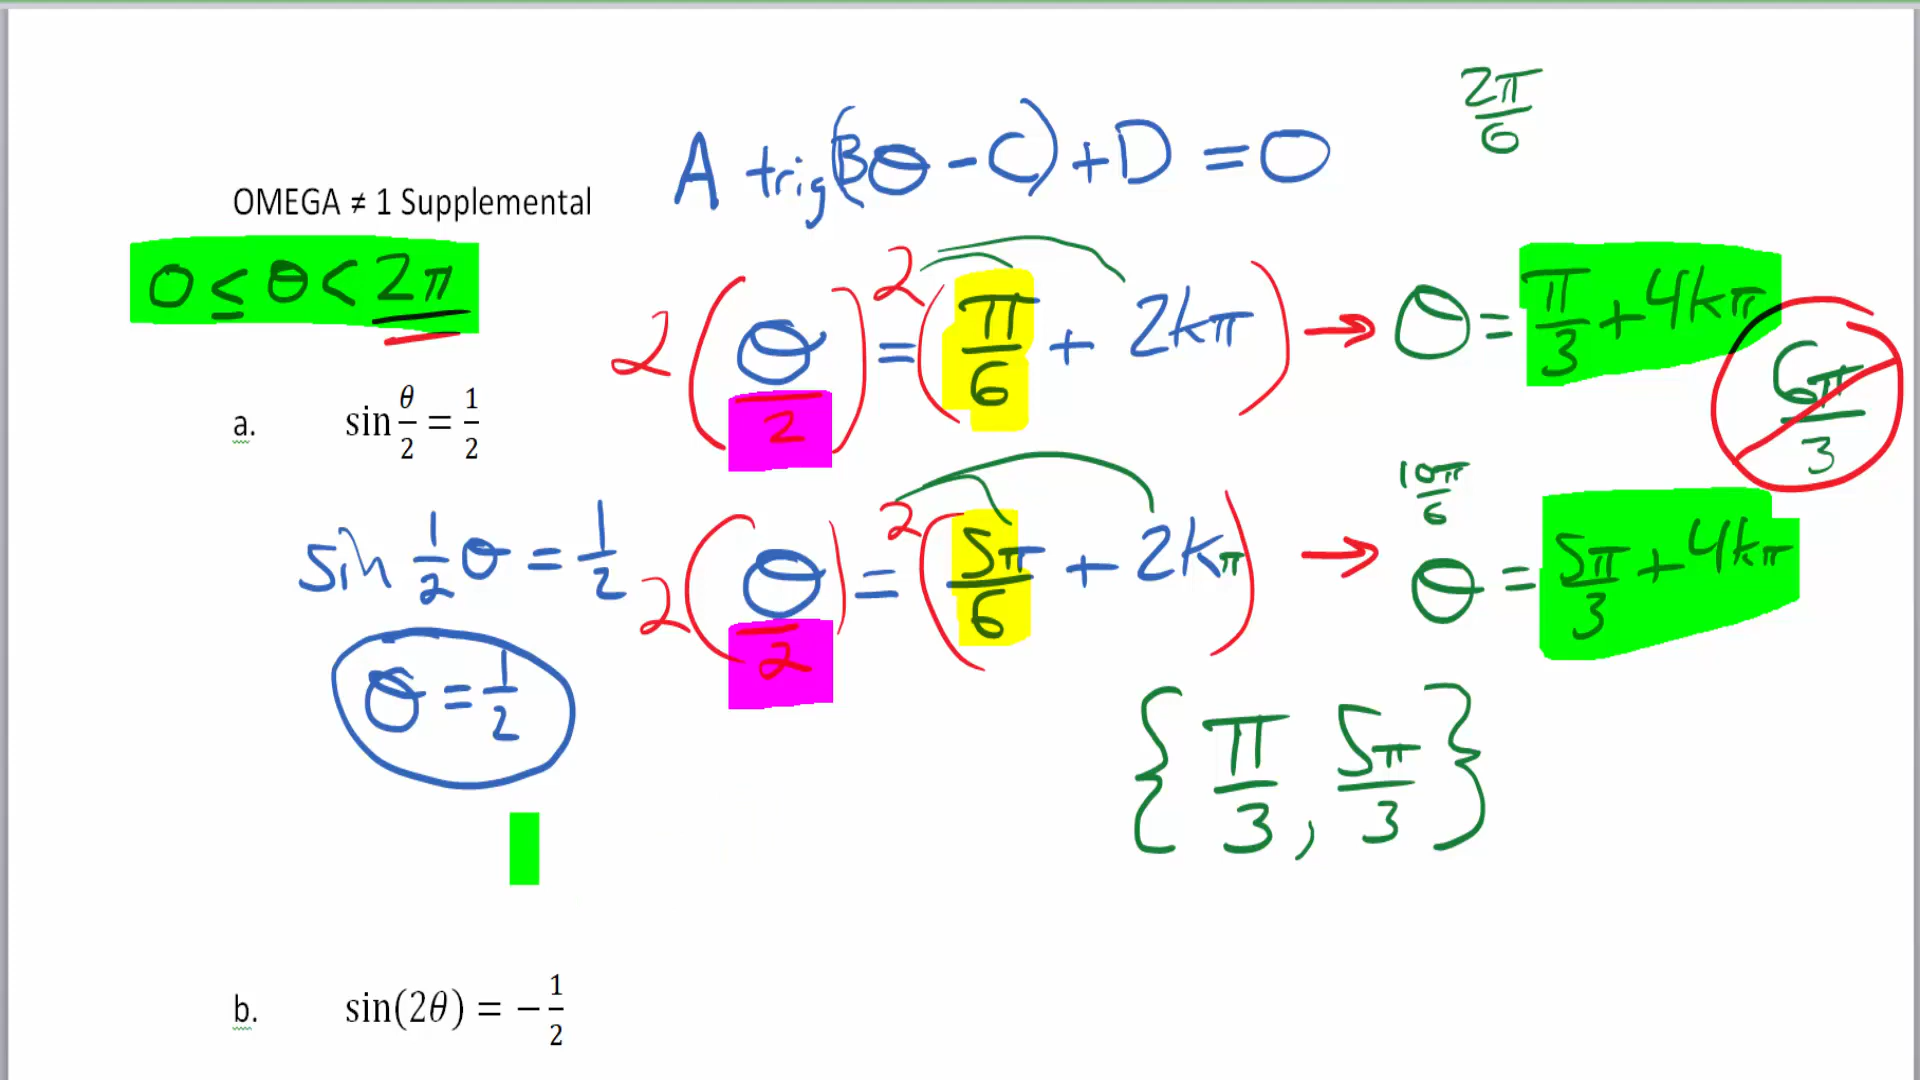 2π/6
A trig(Bθ - C) + D = 0
OMEGA ≠ 1 Supplemental
0 ≤ θ < 2π
2(θ/2) = 2(π/6 + 2kπ) → θ = π/3 + 4kπ
6π/3
a. sin θ/2 = 1/2
10π/6
sin 1/2 θ = 1/2
2(θ/2) = 2(5π/6 + 2kπ) → θ = 5π/3 + 4kπ
θ = 1/2
{π/3, 5π/3}
b. sin(2θ) = −1/2